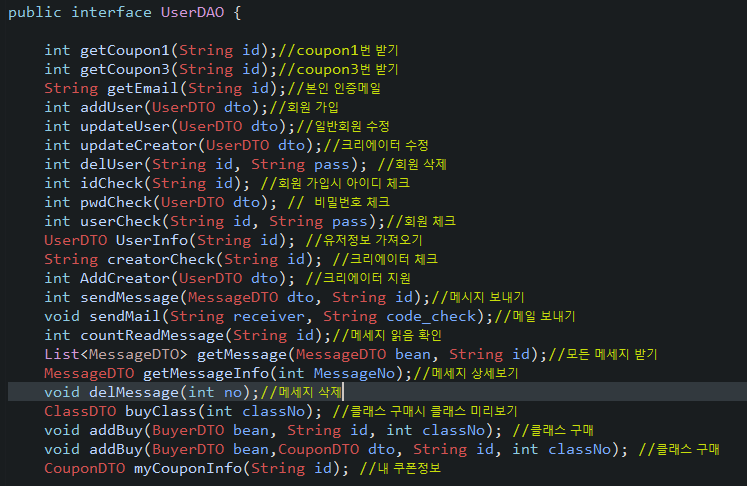 public interface UserDAO {
int getCoupon1(String id);//coupon1번 받기
int getCoupon3(String id);//coupon3번 받기
String getEmail(String id);//본인 인증메일
int addUser(UserDTO dto);//회원 가입
int updateUser(UserDTO dto);//일반회원 수정
int updateCreator(UserDTO dto);//크리에이터 수정
int delUser(String id, String pass); //회원 삭제
int idCheck(String id); //회원 가입시 아이디 체크
int pwdCheck(UserDTO dto); // 비밀번호 체크
int userCheck(String id, String pass);//회원 체크
UserDTO UserInfo(String id); //유저정보 가져오기
String creatorCheck(String id); //크리에이터 체크
int AddCreator(UserDTO dto); //크리에이터 지원
int sendMessage(MessageDTO dto, String id);//메시지 보내기
void sendMail(String receiver, String code_check);//메일 보내기
int countReadMessage(String id);//메세지 읽음 확인
List<MessageDTO> getMessage(MessageDTO bean, String id);//모든 메세지 받기
MessageDTO getMessageInfo(int MessageNo);//메세지 상세보기
void delMessage(int no);//메세지 삭제
ClassDTO buyClass(int classNo); //클래스 구매시 클래스 미리보기
void addBuy(BuyerDTO bean, String id, int classNo); //클래스 구매
void addBuy(BuyerDTO bean,CouponDTO dto, String id, int classNo); //클래스 구매
CouponDTO myCouponInfo(String id); //내 쿠폰정보